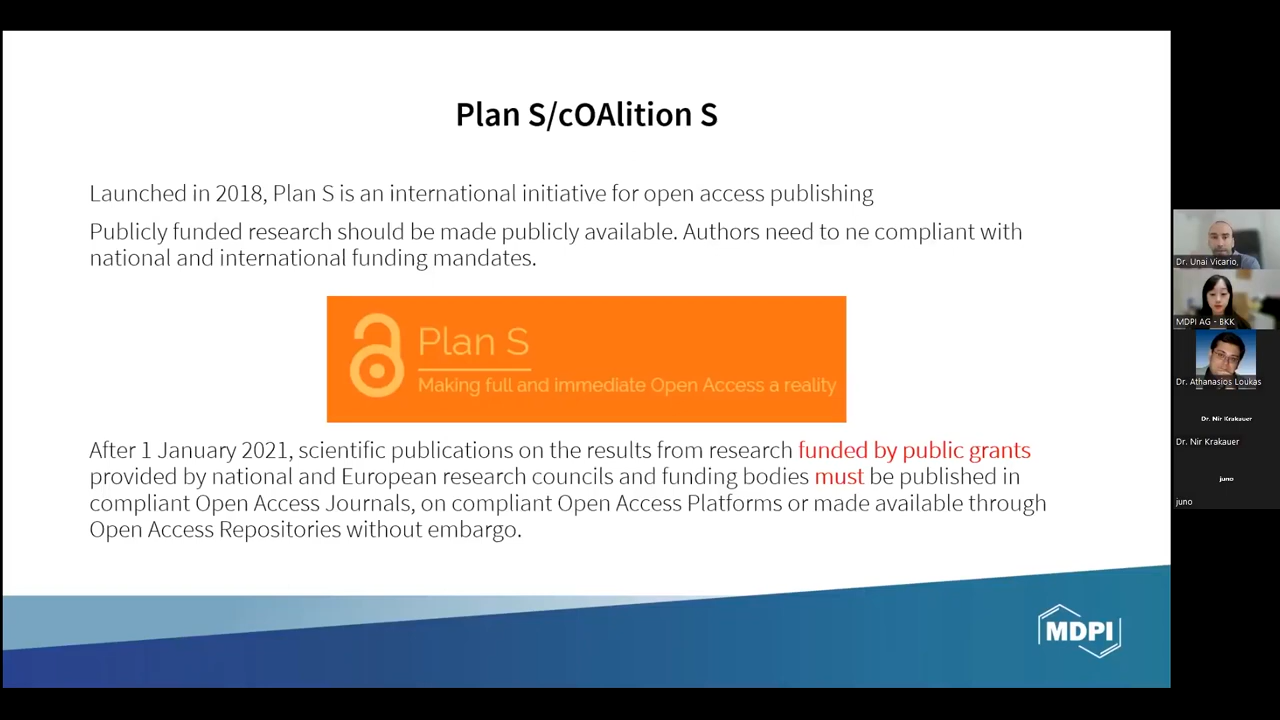 Plan S/cOAlition S
Launched in 2018, Plan S is an international initiative for open access publishing
Publicly funded research should be made publicly available. Authors need to ne compliant with
national and international funding mandates.
Plan S
Making full and immediate Open Access a reality
After 1 January 2021, scientific publications on the results from research funded by public grants
provided by national and European research councils and funding bodies must be published in
compliant Open Access Journals, on compliant Open Access Platforms or made available through
Open Access Repositories without embargo.
MDPI
Dr. Unai Vicario,
MDPI AG - BKK
Dr. Athanasios Loukas
Dr. Nir Krakauer
Dr. Nir Krakauer
juno
juno